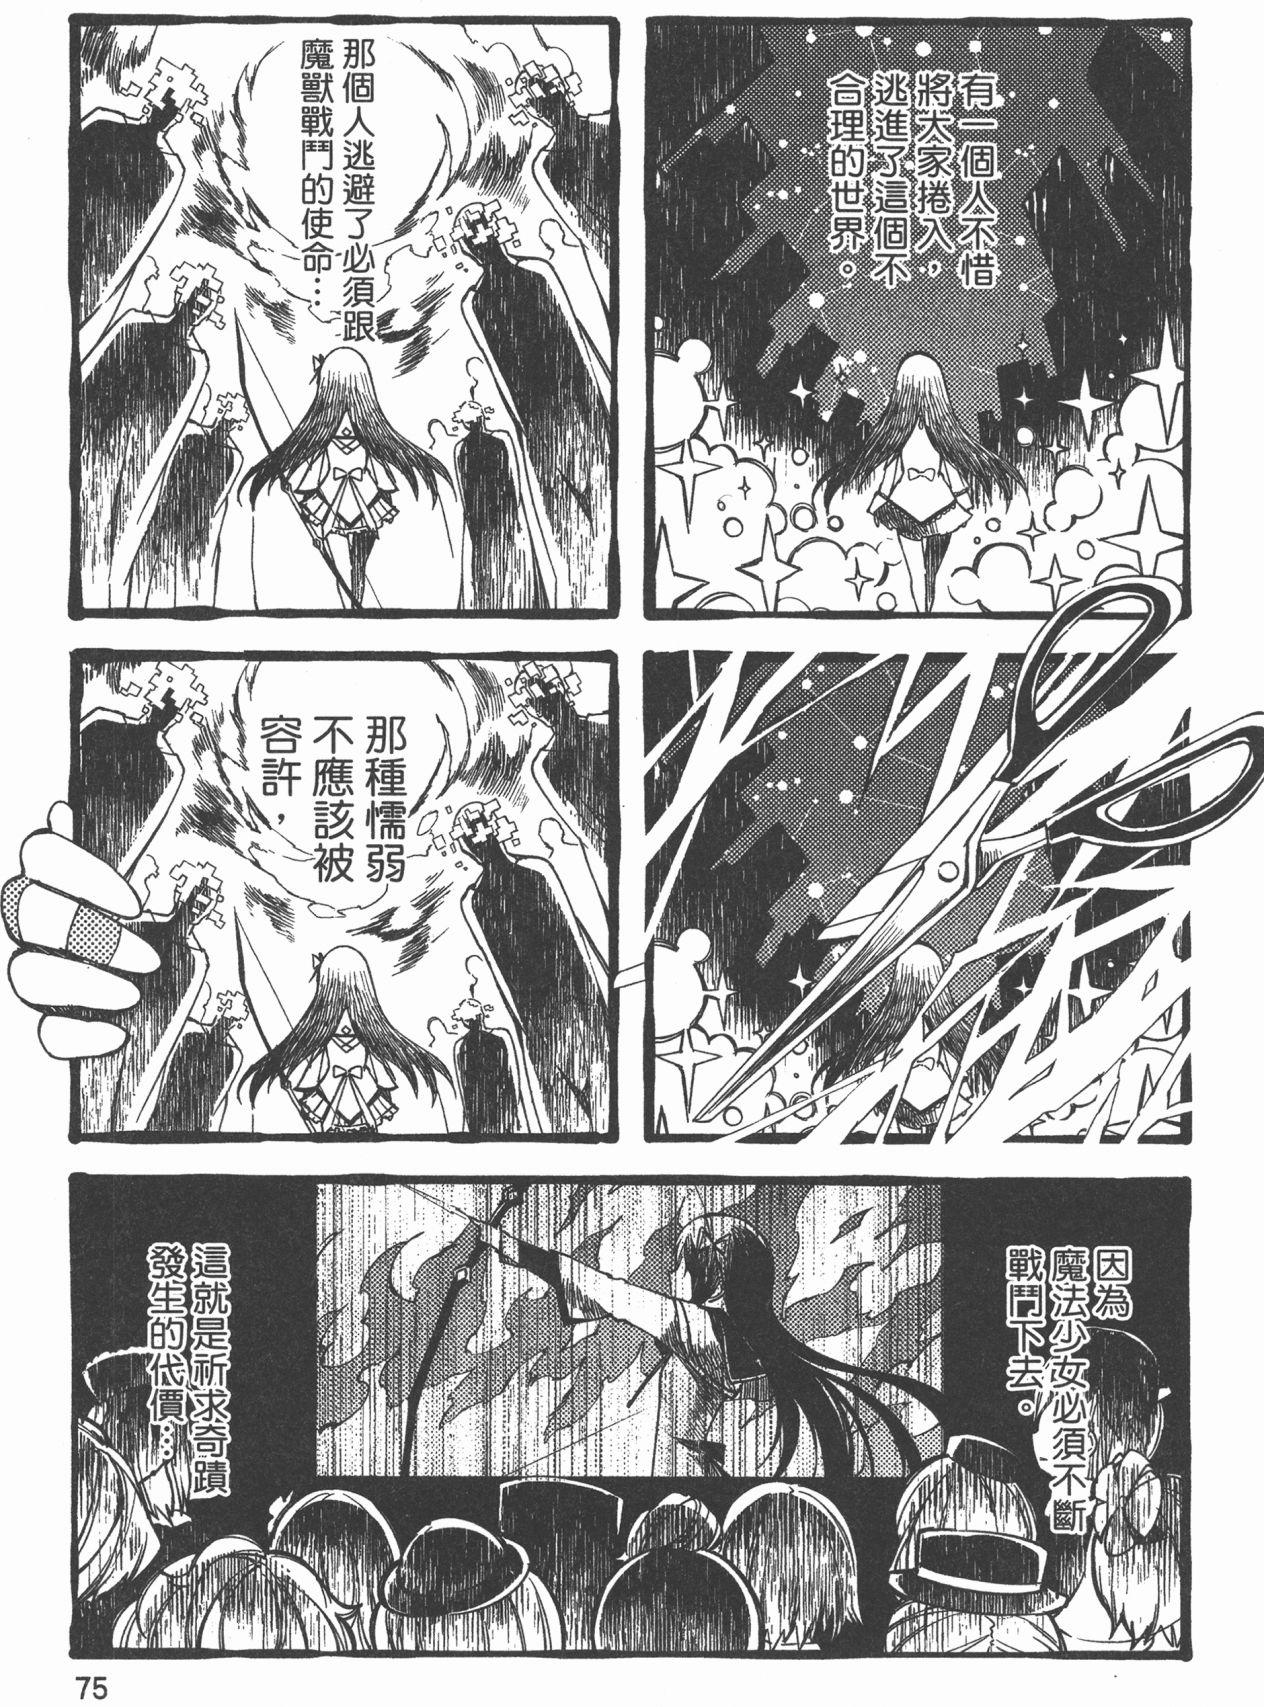 有一個人不惜
將大家捲入，
逃進了這個不
合理的世界。
那個人逃避了必須跟
魔獸戰鬥的使命…
那種懦弱
不應該被
容許，
因為
魔法少女必須不斷
戰鬥下去。
這就是祈求奇蹟
發生的代價…
75